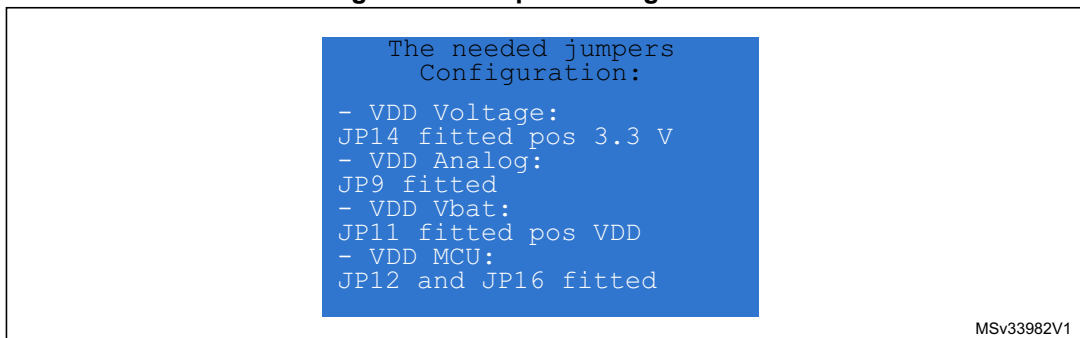 The needed jumpers
Configuration:
- VDD Voltage:
JP14 fitted pos 3.3 V
- VDD Analog:
JP9 fitted
- VDD Vbat:
JP11 fitted pos VDD
- VDD MCU:
JP12 and JP16 fitted
MSv33982V1